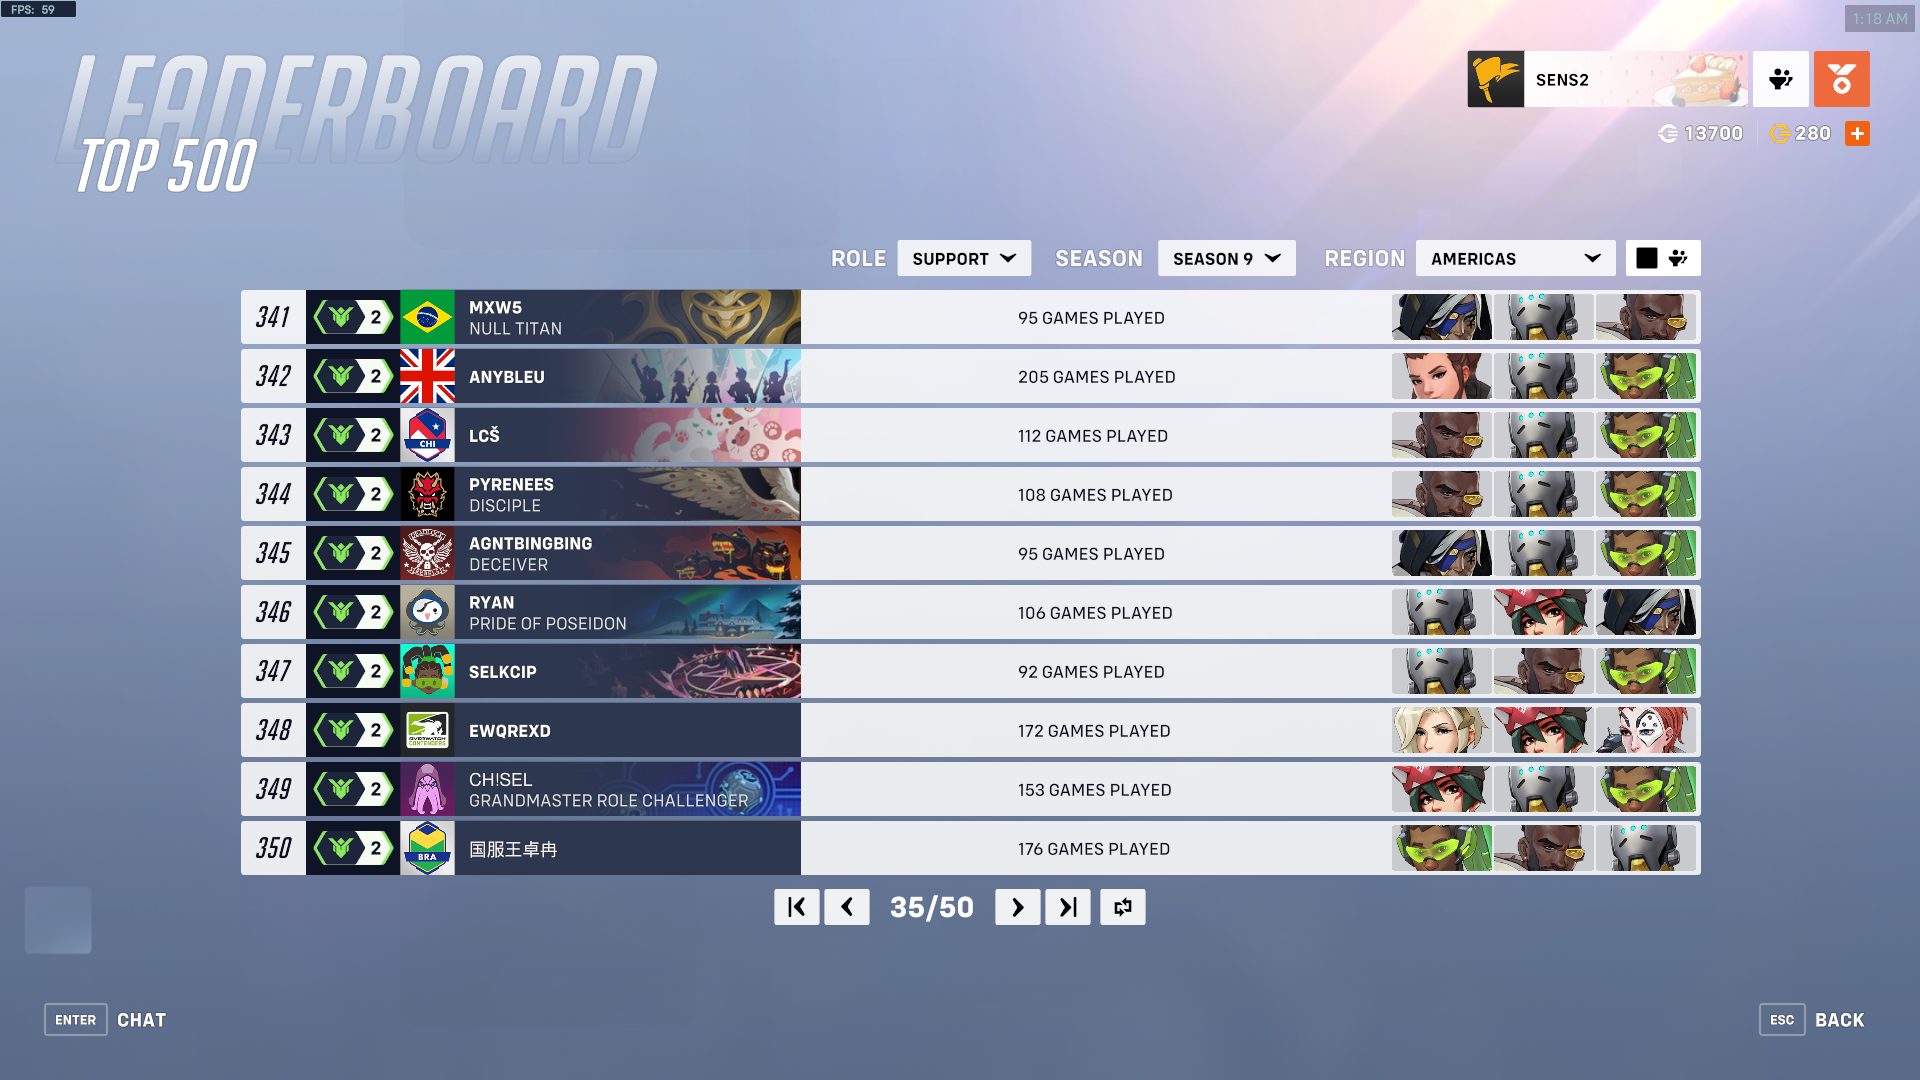 FPS: 59
1:18 AM
LEADERBOARD
TOP 500
SENS2
13700
280
ROLE SUPPORT SEASON SEASON 9 REGION AMERICAS
341 2 MXW5 95 GAMES PLAYED
NULL TITAN
342 2 ANYBLEU 205 GAMES PLAYED
343 2 CHI LCŠ 112 GAMES PLAYED
344 2 PYRENEES 108 GAMES PLAYED
DISCIPLE
345 2 AGNTBINGBING 95 GAMES PLAYED
DECEIVER
346 2 RYAN 106 GAMES PLAYED
PRIDE OF POSEIDON
347 2 SELKCIP 92 GAMES PLAYED
348 2 OVERWATCH CONTENDERS EWQREXD 172 GAMES PLAYED
349 2 CH!SEL 153 GAMES PLAYED
GRANDMASTER ROLE CHALLENGER
350 2 BRA 国服王卓冉 176 GAMES PLAYED
35/50
ENTER CHAT
ESC BACK